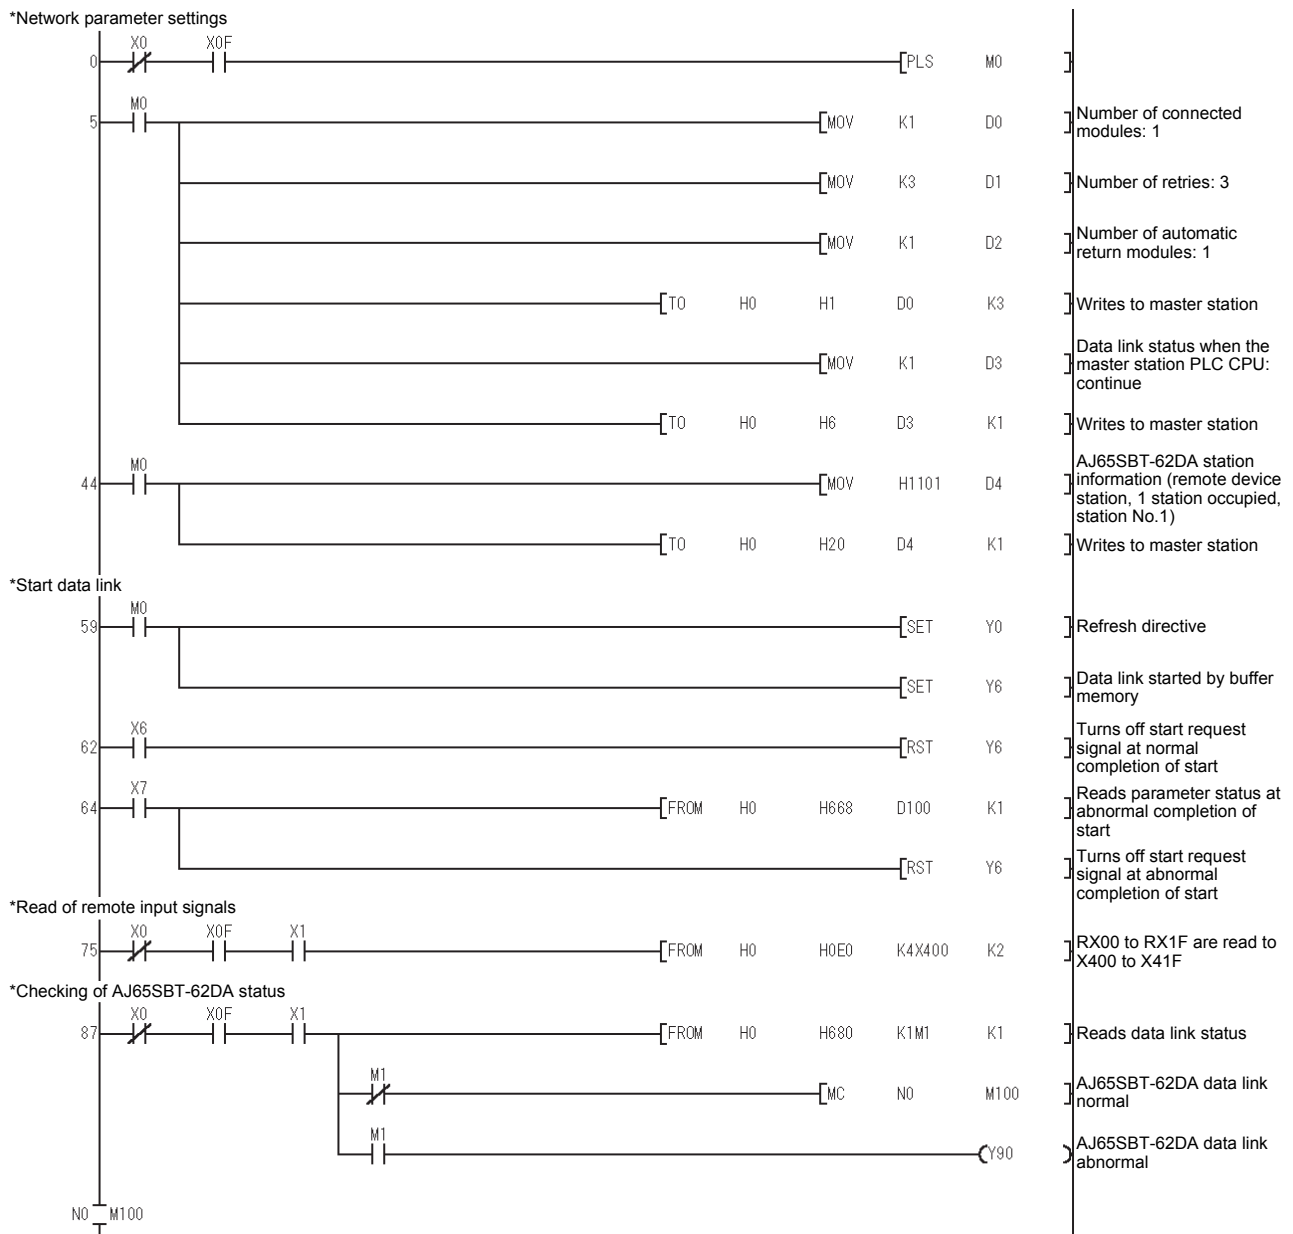 *Network parameter settings
X0 X0F
0 PLS M0
M0
5 MOV K1 D0 Number of connected
modules: 1
MOV K3 D1 Number of retries: 3
MOV K1 D2 Number of automatic
return modules: 1
TO H0 H1 D0 K3 Writes to master station
MOV K1 D3 Data link status when the
master station PLC CPU:
continue
TO H0 H6 D3 K1 Writes to master station
M0
44 MOV H1101 D4 AJ65SBT-62DA station
information (remote device
station, 1 station occupied,
station No.1)
TO H0 H20 D4 K1 Writes to master station
*Start data link
M0
59 SET Y0 Refresh directive
SET Y6 Data link started by buffer
memory
X6
62 RST Y6 Turns off start request
signal at normal
completion of start
X7
64 FROM H0 H668 D100 K1 Reads parameter status at
abnormal completion of
start
RST Y6 Turns off start request
signal at abnormal
completion of start
*Read of remote input signals
X0 X0F X1
75 FROM H0 H0E0 K4X400 K2 RX00 to RX1F are read to
X400 to X41F
*Checking of AJ65SBT-62DA status
X0 X0F X1
87 FROM H0 H680 K1M1 K1 Reads data link status
M1
MC N0 M100 AJ65SBT-62DA data link
normal
M1
Y90 AJ65SBT-62DA data link
abnormal
N0 M100